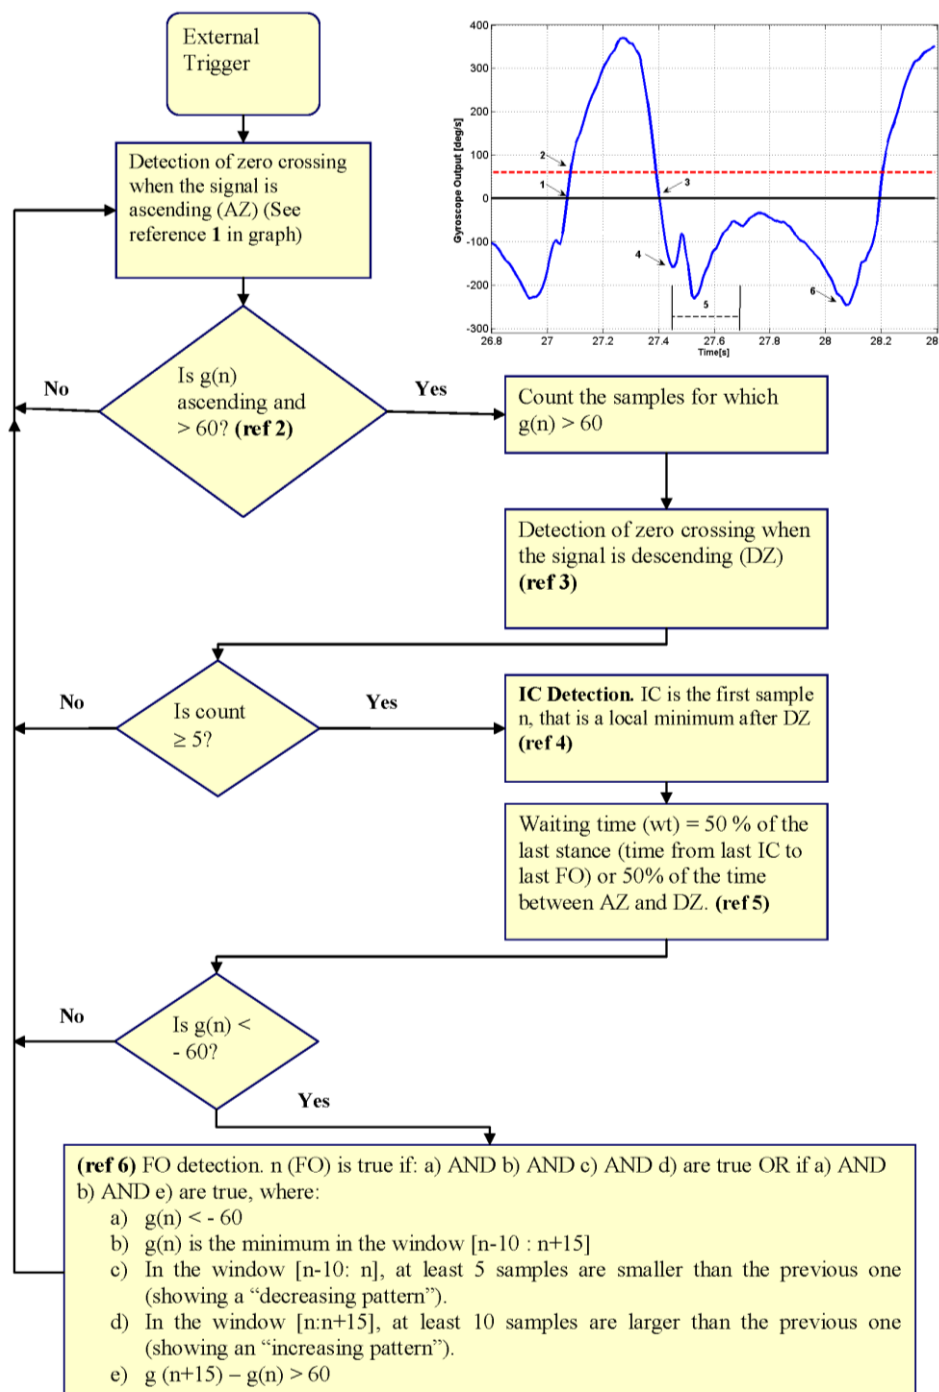 External
Trigger
Detection of zero crossing
when the signal is
ascending (AZ) (See
reference 1 in graph)
400
300
200
100
0
-100
-200
-300
Gyroscope Output [deg/s]
2
1
3
4
5
6
26.8
27
27.2
27.4
27.6
27.8
28
28.2
28
Time[s]
Is g(n)
ascending and
> 60? (ref 2)
No
Yes
Count the samples for which
g(n) > 60
Detection of zero crossing when
the signal is descending (DZ)
(ref 3)
Is count
≥ 5?
No
Yes
IC Detection. IC is the first sample
n, that is a local minimum after DZ
(ref 4)
Waiting time (wt) = 50 % of the
last stance (time from last IC to
last FO) or 50% of the time
between AZ and DZ. (ref 5)
Is g(n) <
- 60?
No
Yes
(ref 6) FO detection. n (FO) is true if: a) AND b) AND c) AND d) are true OR if a) AND
b) AND e) are true, where:
a) g(n) < - 60
b) g(n) is the minimum in the window [n-10 : n+15]
c) In the window [n-10: n], at least 5 samples are smaller than the previous one
(showing a “decreasing pattern”).
d) In the window [n:n+15], at least 10 samples are larger than the previous one
(showing an “increasing pattern”).
e) g (n+15) – g(n) > 60